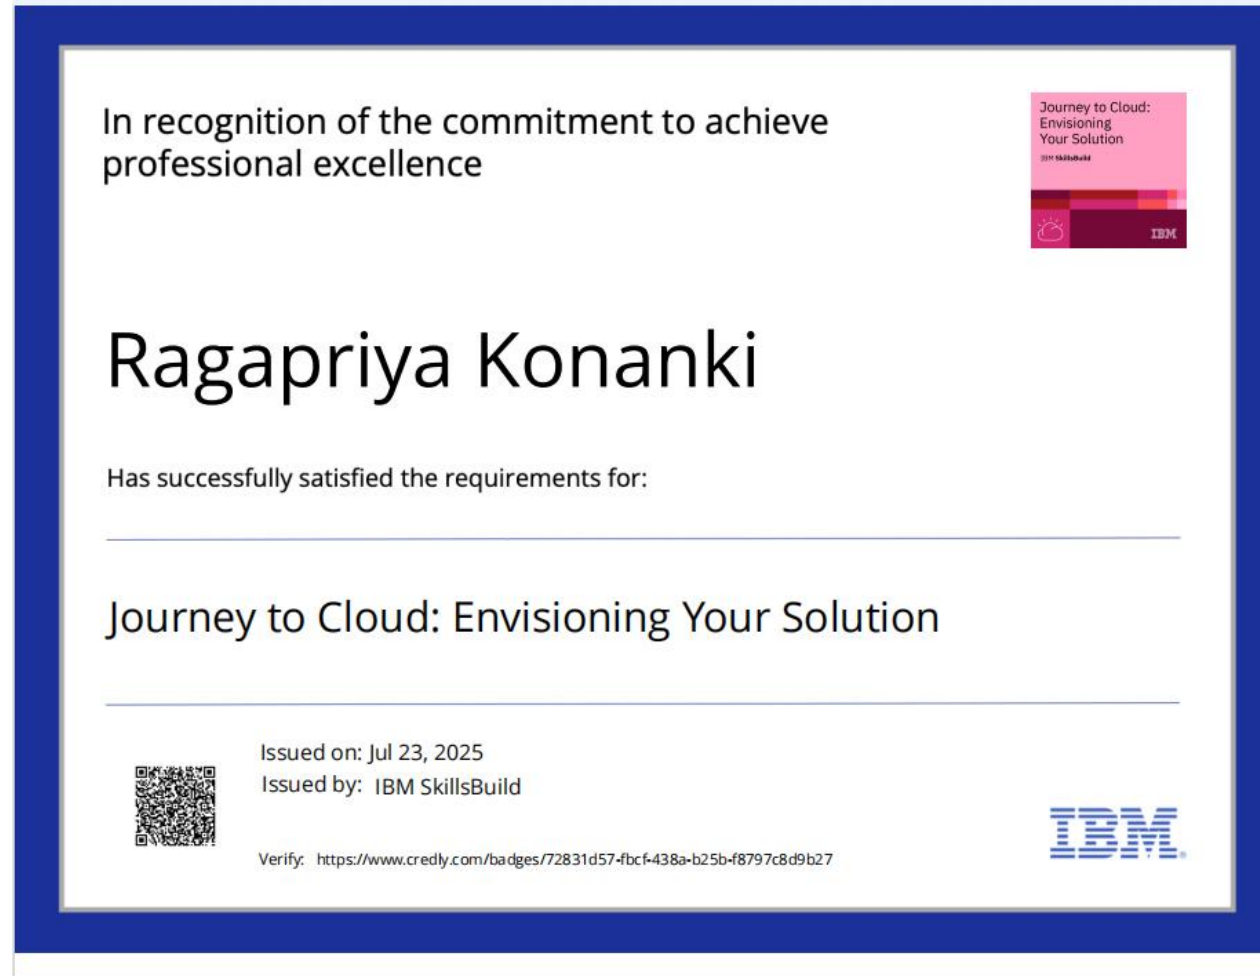 In recognition of the commitment to achieve
professional excellence
Journey to Cloud:
Envisioning
Your Solution
IBM SkillsBuild
IBM
Ragapriya Konanki
Has successfully satisfied the requirements for:
Journey to Cloud: Envisioning Your Solution
Issued on: Jul 23, 2025
Issued by: IBM SkillsBuild
Verify: https://www.credly.com/badges/72831d57-fbcf-438a-b25b-f8797c8d9b27
IBM®